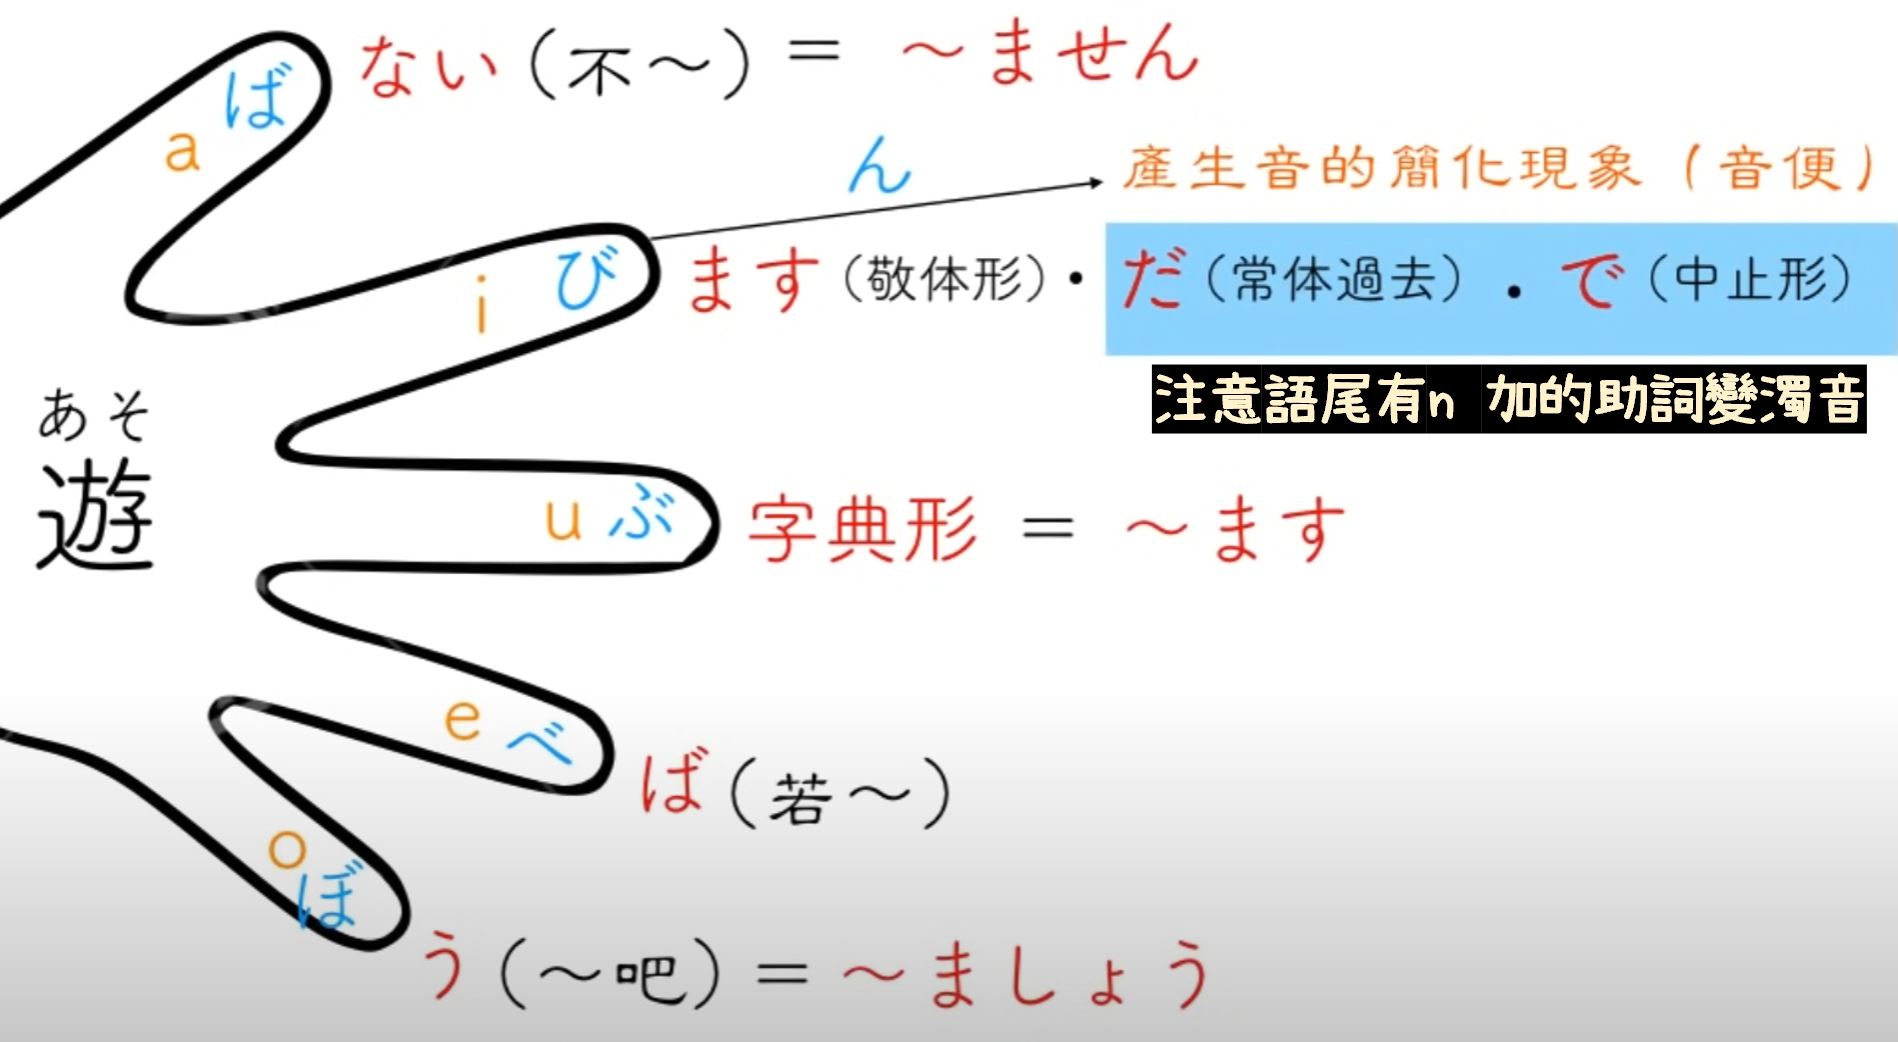 ば ない（不～）＝ ～ません
a
ん 產生音的簡化現象（音便）
i び ます（敬体形）・だ（常体過去）．で（中止形）
注意語尾有n 加的助詞變濁音
あそ
遊
u ぶ 字典形 ＝ ～ます
e べ ば（若～）
o ぼ う（～吧）＝ ～ましょう